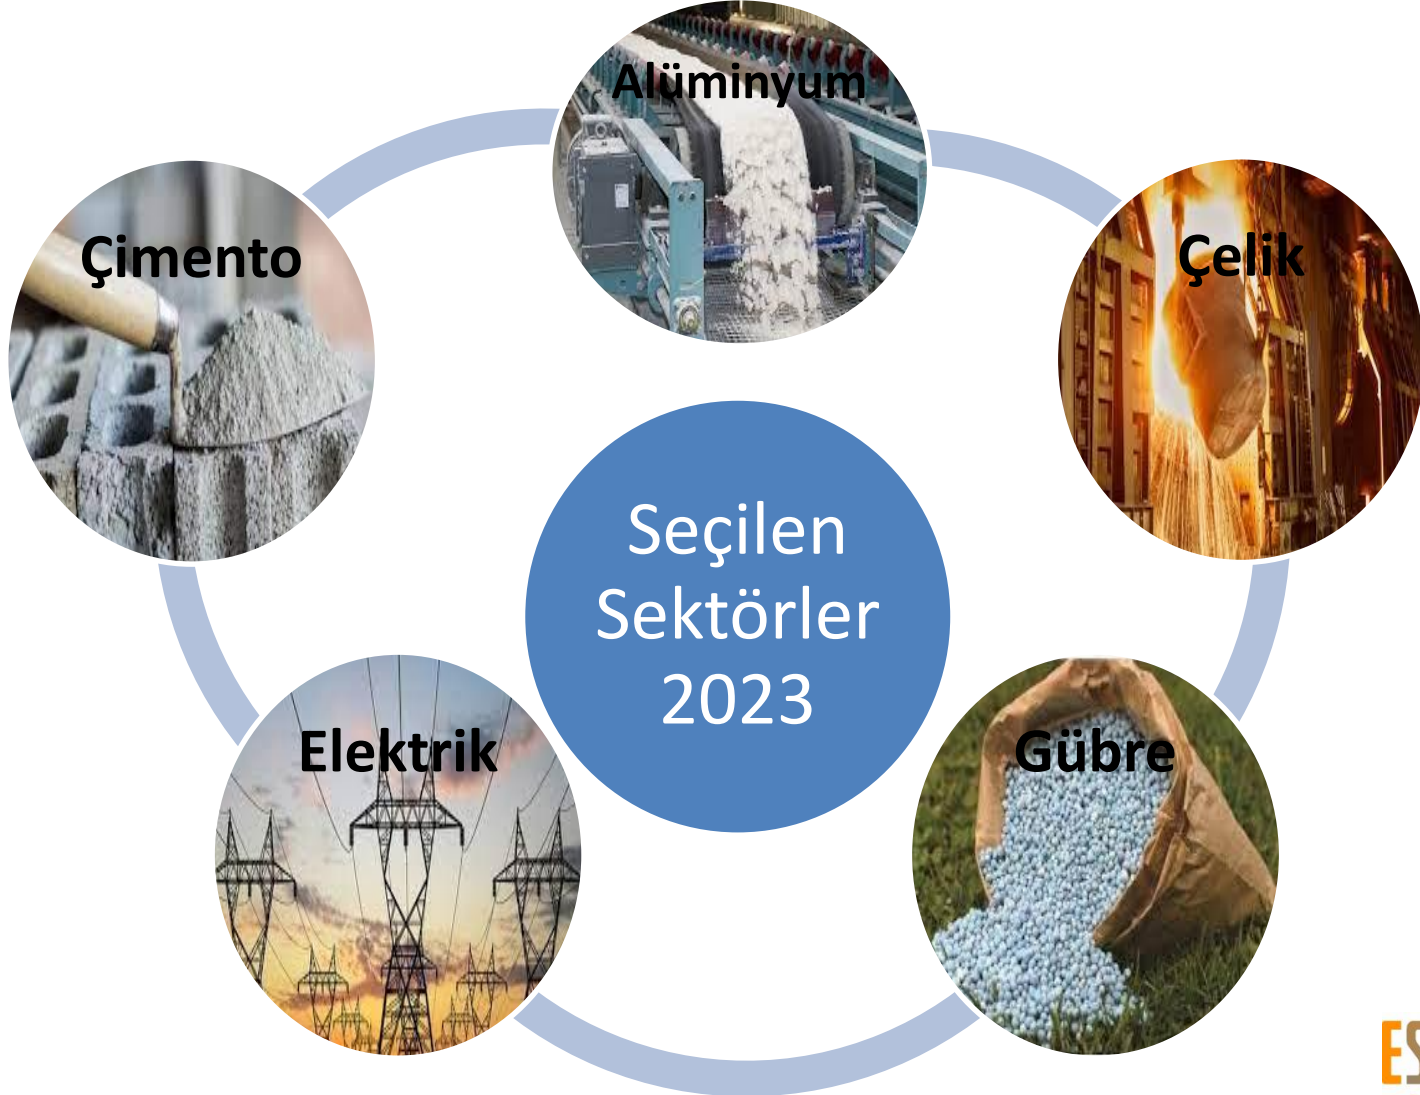 Alüminyum
Çelik
Gübre
Elektrik
Çimento
Seçilen
Sektörler
2023